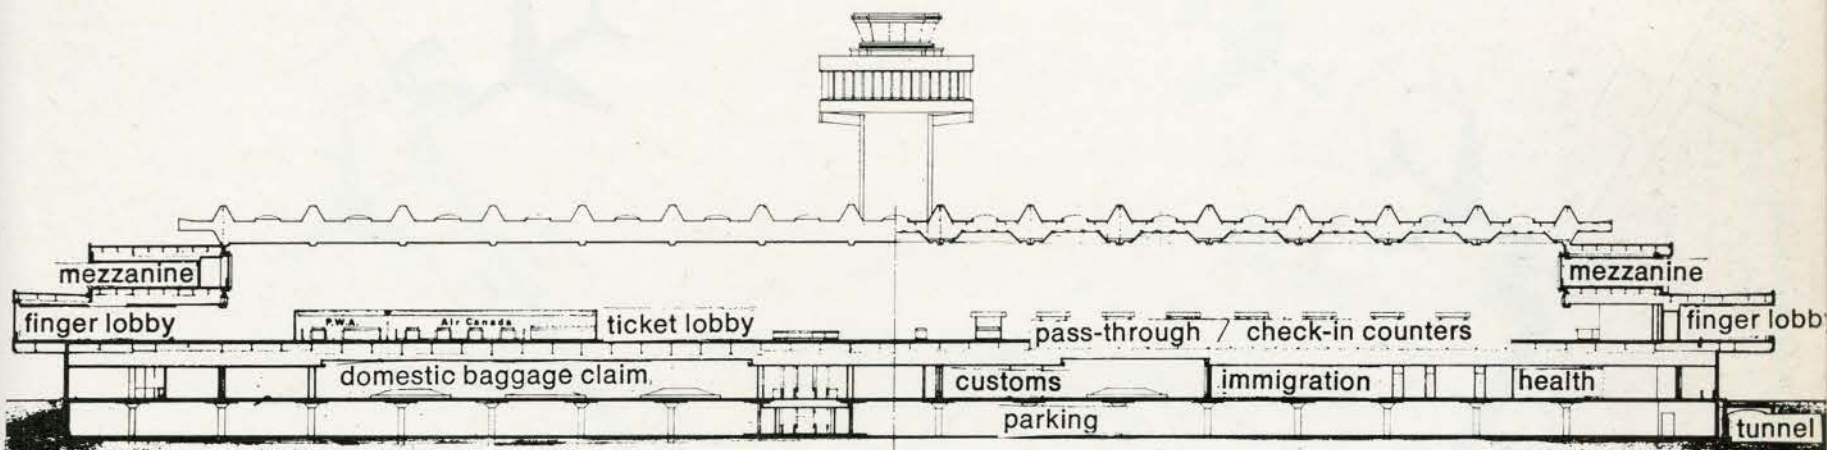 mezzanine
mezzanine
finger lobby
P.W.A.
Air Canada
ticket lobby
pass-through / check-in counters
finger lobby
domestic baggage claim
customs
immigration
health
parking
tunnel